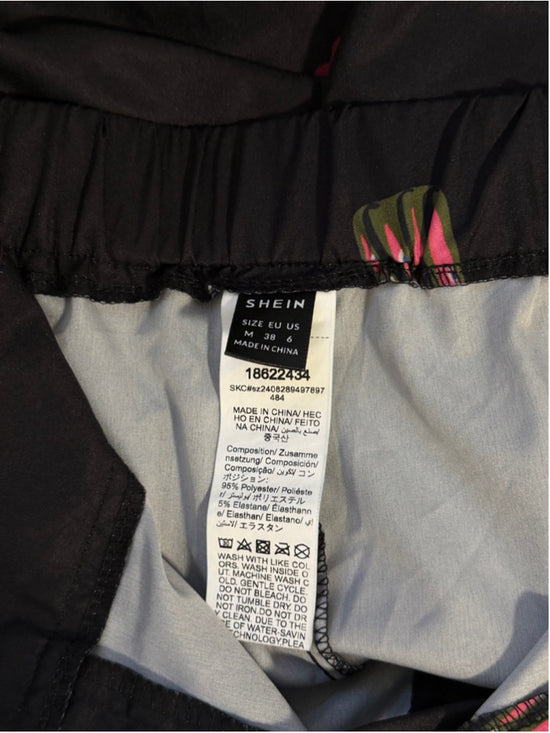 SHEIN
SIZE EU US
M 38 6
MADE IN CHINA
18622434
SKC#sz2408289497897
484
MADE IN CHINA/ HEC
HO EN CHINA/ FEITO
NA CHINA/ صنع بالصين/
중국산
Composition/ Zusamme
nsetzung/ Composición/
Composição/ تكوين/ コン
ポジション:
95% Polyester/ Polióste
r/ بوليستر/ ポリエステル
5% Elastane/ Élasthann
e/ Elasthan/ Elastano/ إي
لاستين/ エラスタン
WASH WITH LIKE COL
ORS. WASH INSIDE O
UT. MACHINE WASH C
OLD. GENTLE CYCLE.
DO NOT BLEACH. DO
NOT TUMBLE DRY. DO
NOT IRON.DO NOT DR
Y CLEAN. DUE TO THE
USE OF WATER-SAVIN
TECHNOLOGY,PLEA